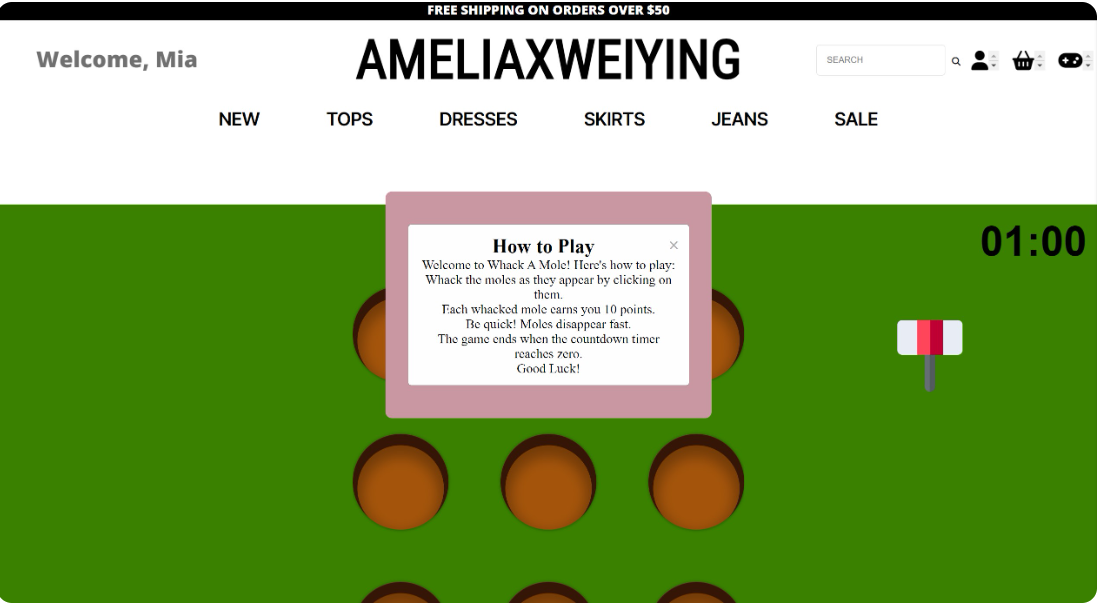 FREE SHIPPING ON ORDERS OVER $50
Welcome, Mia
AMELIAXWEIYING
SEARCH
NEW TOPS DRESSES SKIRTS JEANS SALE
01:00
How to Play
×
Welcome to Whack A Mole! Here's how to play:
Whack the moles as they appear by clicking on
them.
Each whacked mole earns you 10 points.
Be quick! Moles disappear fast.
The game ends when the countdown timer
reaches zero.
Good Luck!